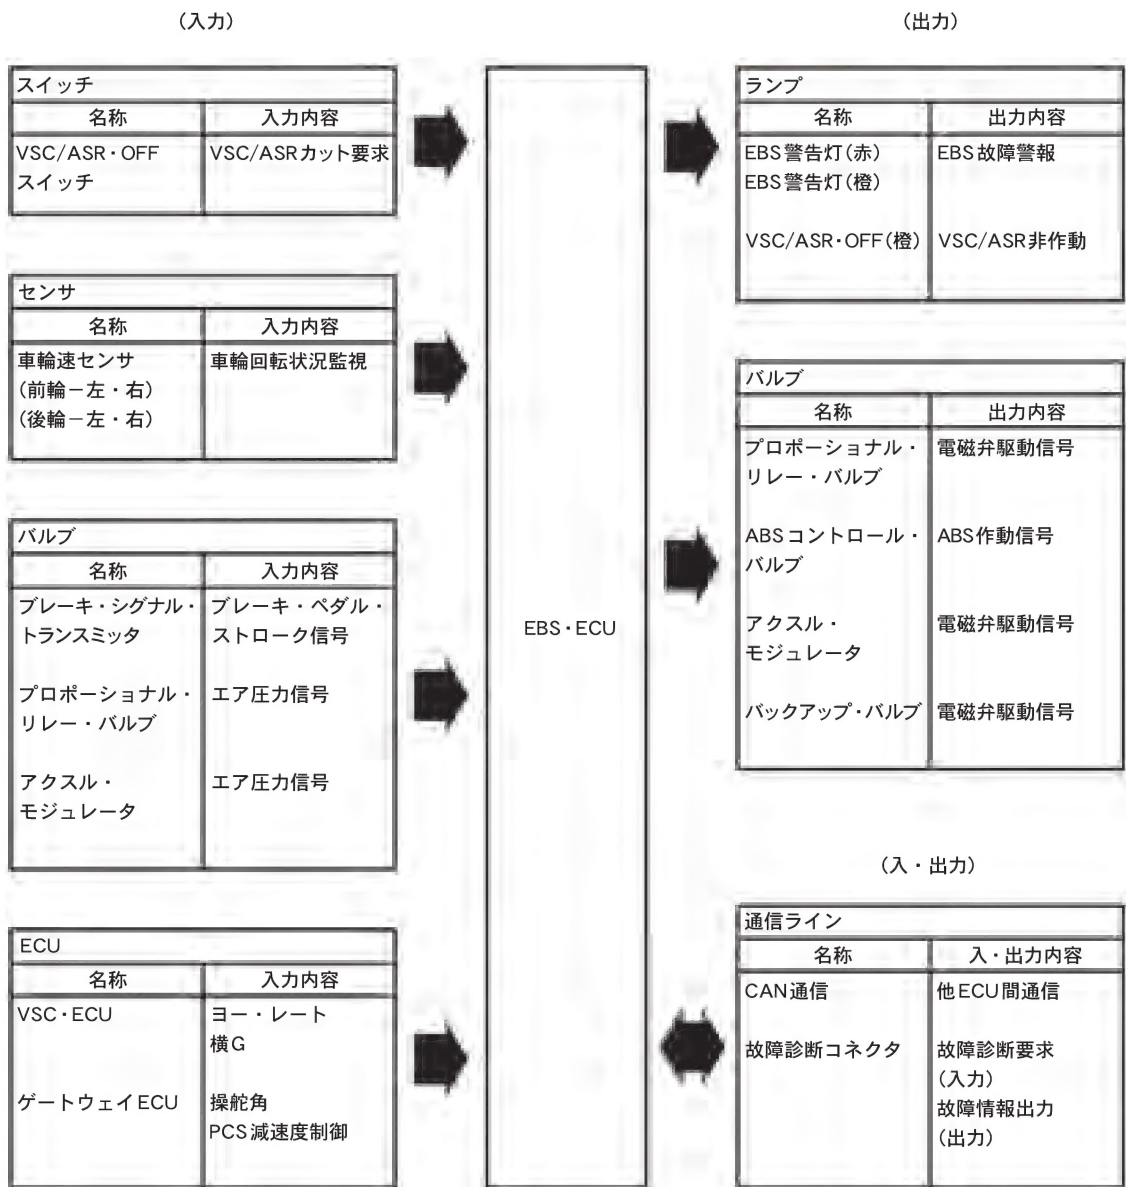 (入力)
スイッチ
名称 入力内容
VSC/ASR・OFF VSC/ASRカット要求
スイッチ
センサ
名称 入力内容
車輪速センサ 車輪回転状況監視
(前輪－左・右)
(後輪－左・右)
バルブ
名称 入力内容
ブレーキ・シグナル・ ブレーキ・ペダル・
トランスミッタ ストローク信号
プロポーショナル・ エア圧力信号
リレー・バルブ
アクスル・ エア圧力信号
モジュレータ
ECU
名称 入力内容
VSC・ECU ヨー・レート
横G
ゲートウェイECU 操舵角
PCS減速度制御
EBS・ECU
(出力)
ランプ
名称 出力内容
EBS警告灯(赤) EBS故障警報
EBS警告灯(橙)
VSC/ASR・OFF(橙) VSC/ASR非作動
バルブ
名称 出力内容
プロポーショナル・ 電磁弁駆動信号
リレー・バルブ
ABSコントロール・ ABS作動信号
バルブ
アクスル・ 電磁弁駆動信号
モジュレータ
バックアップ・バルブ 電磁弁駆動信号
(入・出力)
通信ライン
名称 入・出力内容
CAN通信 他ECU間通信
故障診断コネクタ 故障診断要求
(入力)
故障情報出力
(出力)